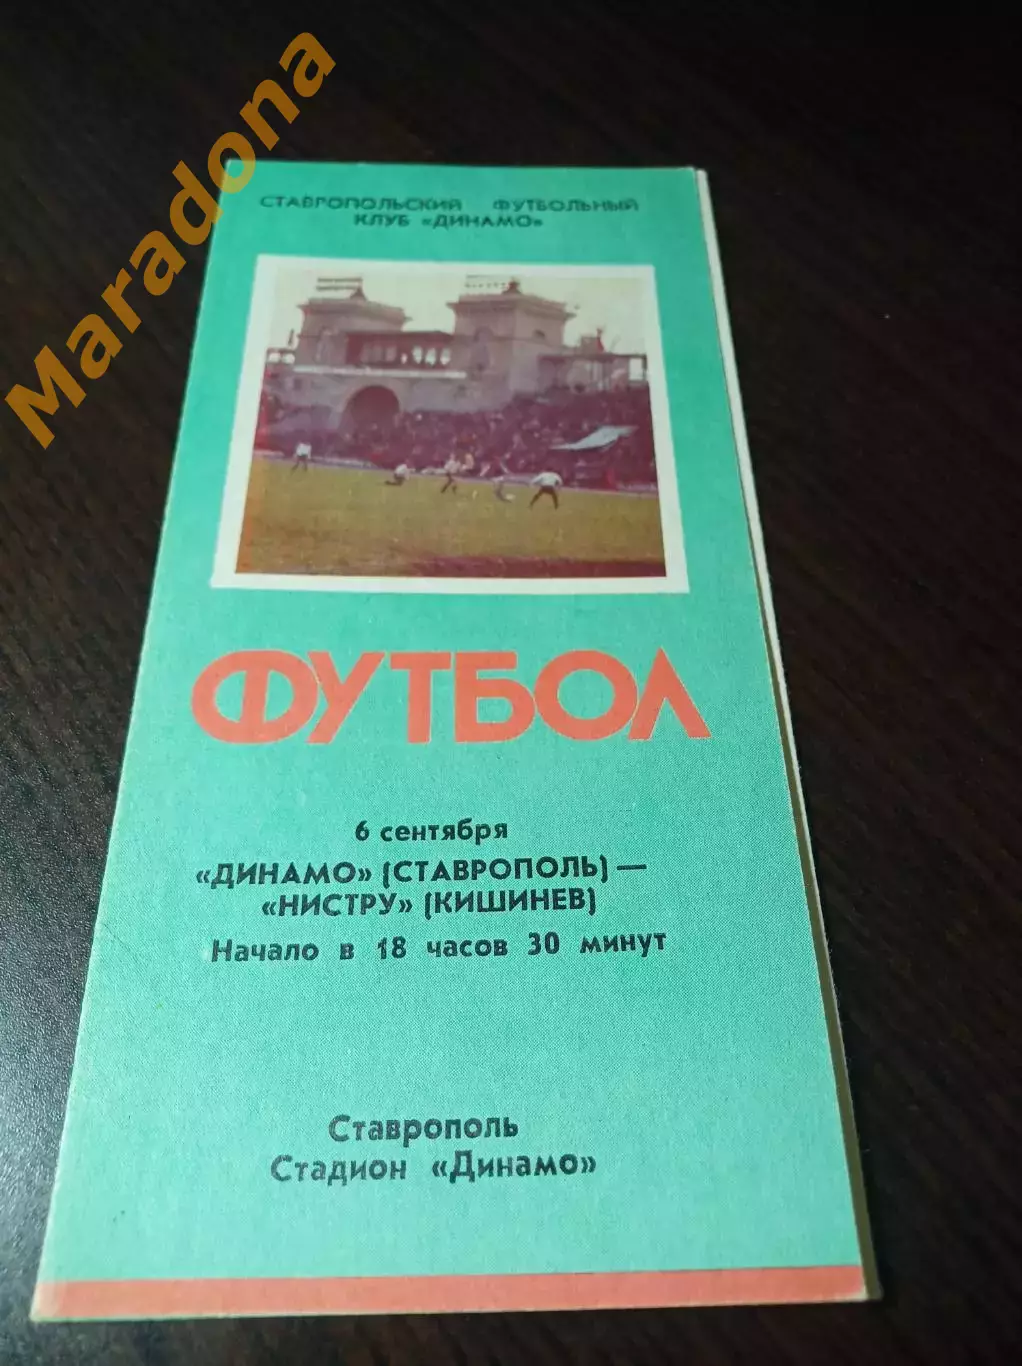 Maradona
СТАВРОПОЛЬСКИЙ ФУТБОЛЬНЫЙ
КЛУБ «ДИНАМО»
ФУТБОЛ
6 сентября
«ДИНАМО» (СТАВРОПОЛЬ) —
«НИСТРУ» (КИШИНЕВ)
Начало в 18 часов 30 минут
Ставрополь
Стадион «Динамо»